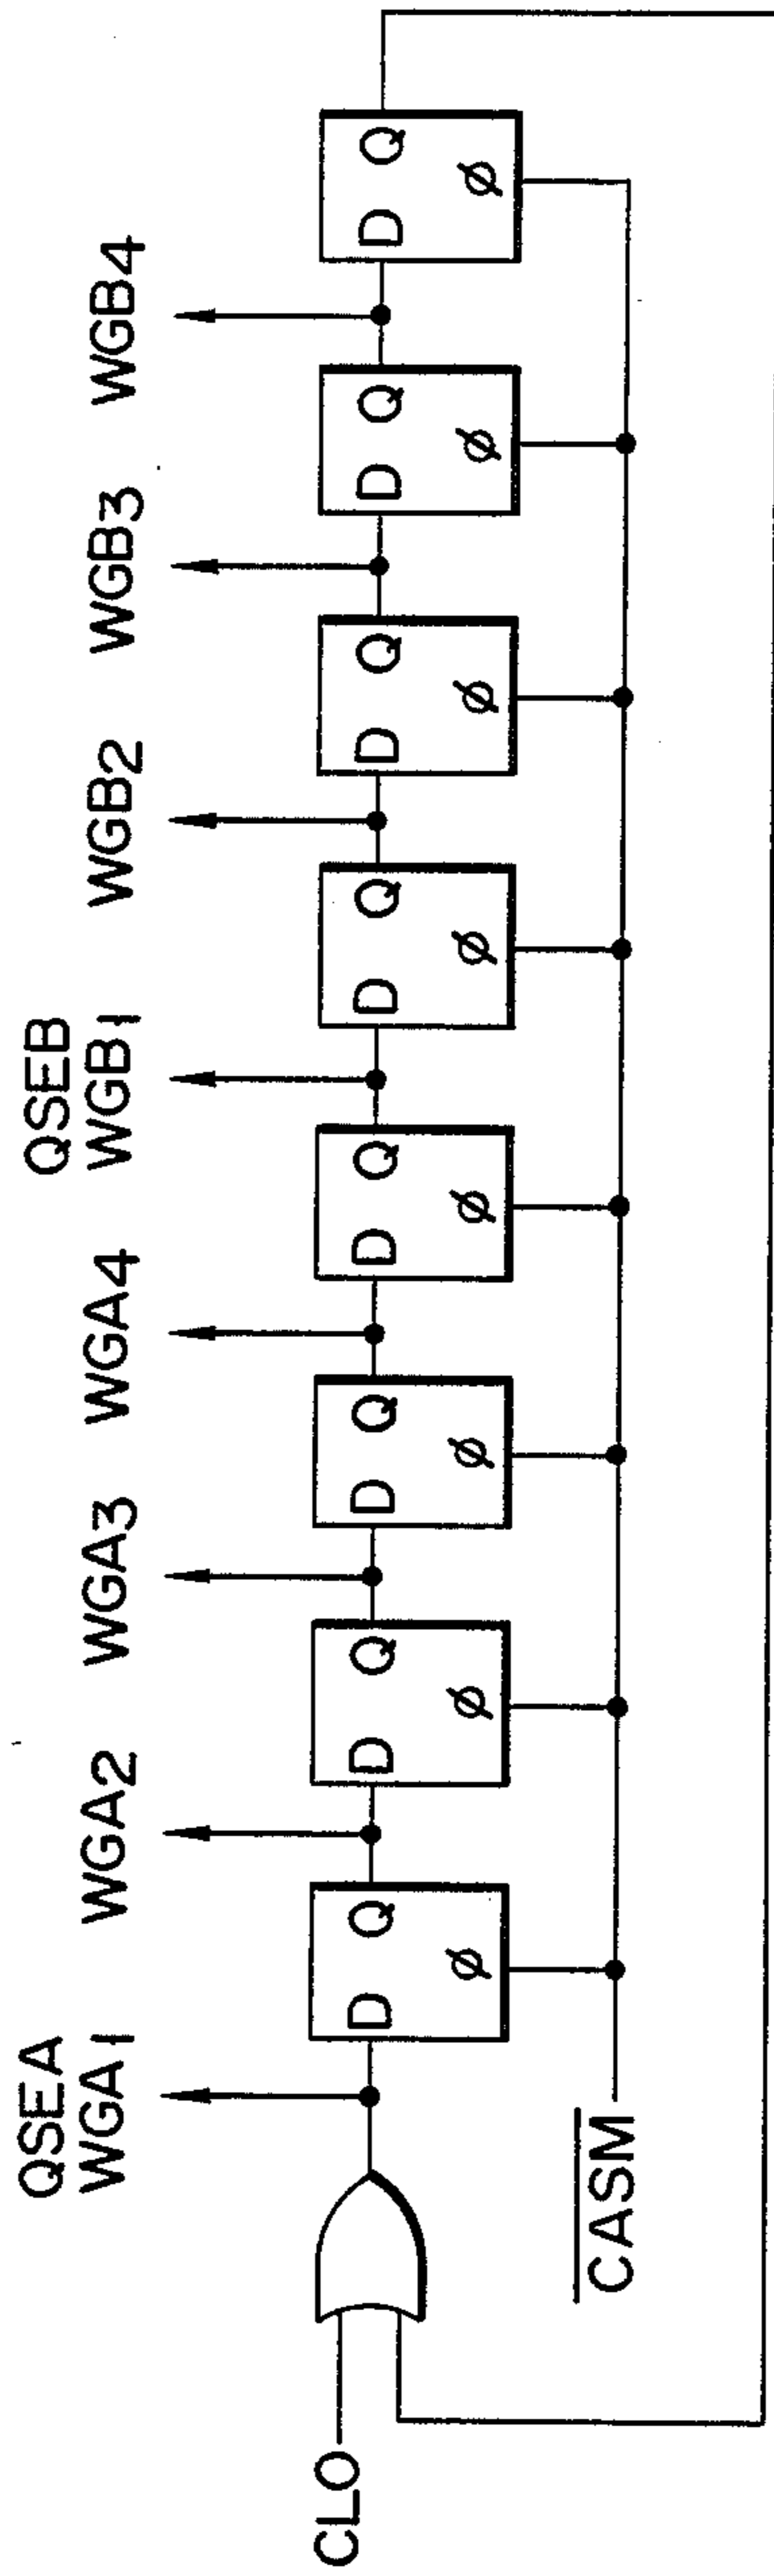 QSEA
WGA1
WGA2
WGA3
WGA4
QSEB
WGB1
WGB2
WGB3
WGB4
D Q
D Q
D Q
D Q
D Q
D Q
D Q
D Q
ø
ø
ø
ø
ø
ø
ø
ø
CLO
CASM